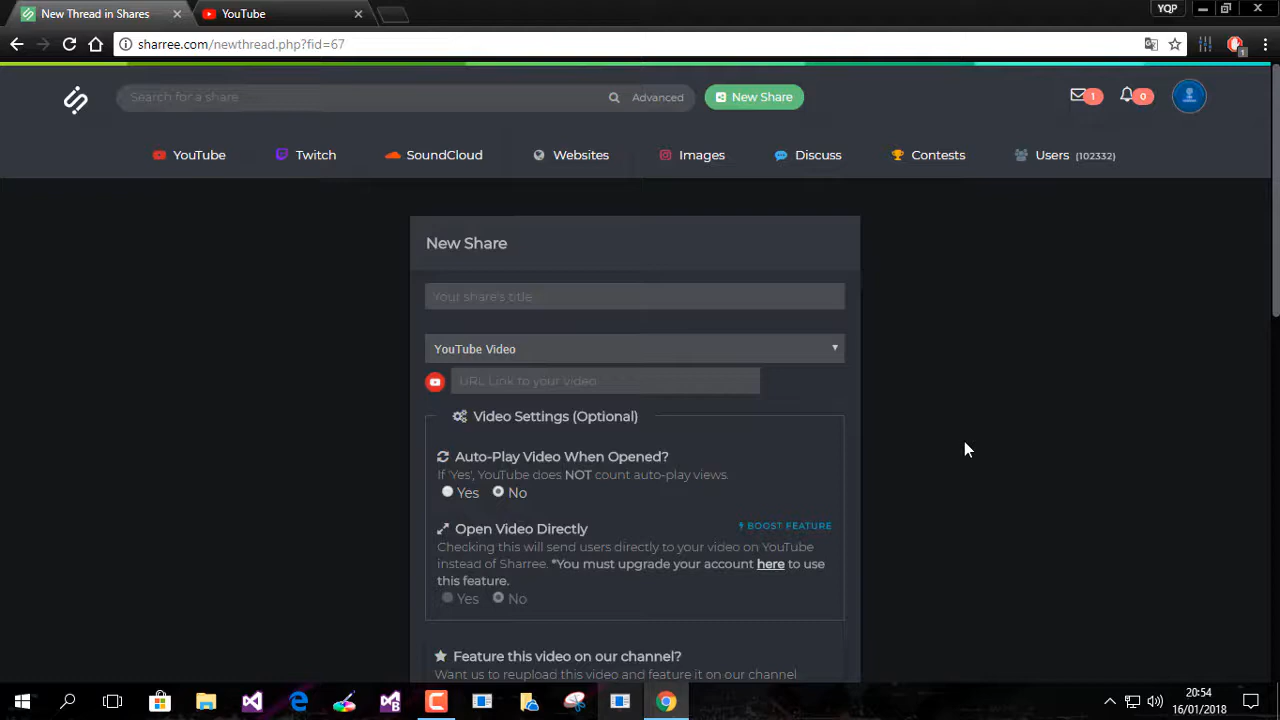 New Thread in Shares
YouTube
YQP
sharree.com/newthread.php?fid=67
1
Search for a share
Advanced
New Share
1
0
YouTube
Twitch
SoundCloud
Websites
Images
Discuss
Contests
Users (102332)
New Share
Your share's title
YouTube Video
URL Link to your video
Video Settings (Optional)
Auto-Play Video When Opened?
If 'Yes', YouTube does NOT count auto-play views.
Yes No
Open Video Directly
BOOST FEATURE
Checking this will send users directly to your video on YouTube
instead of Sharree. *You must upgrade your account here to use
this feature.
Yes No
Feature this video on our channel?
Want us to reupload this video and feature it on our channel
20:54
16/01/2018